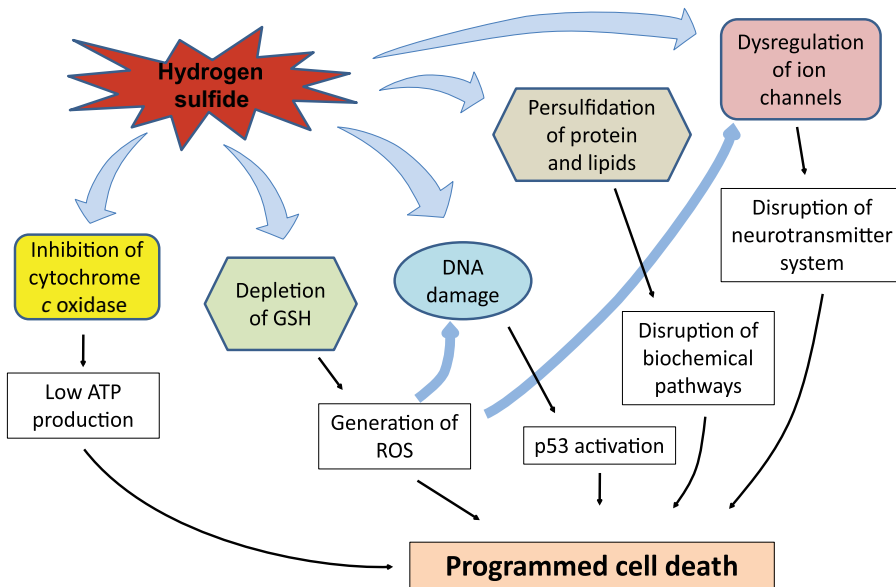 Hydrogen
sulfide
Dysregulation
of ion
channels
Persulfidation
of protein
and lipids
Disruption of
neurotransmitter
system
Inhibition of
cytochrome
c oxidase
Depletion
of GSH
DNA
damage
Disruption of
biochemical
pathways
Low ATP
production
Generation of
ROS
p53 activation
Programmed cell death